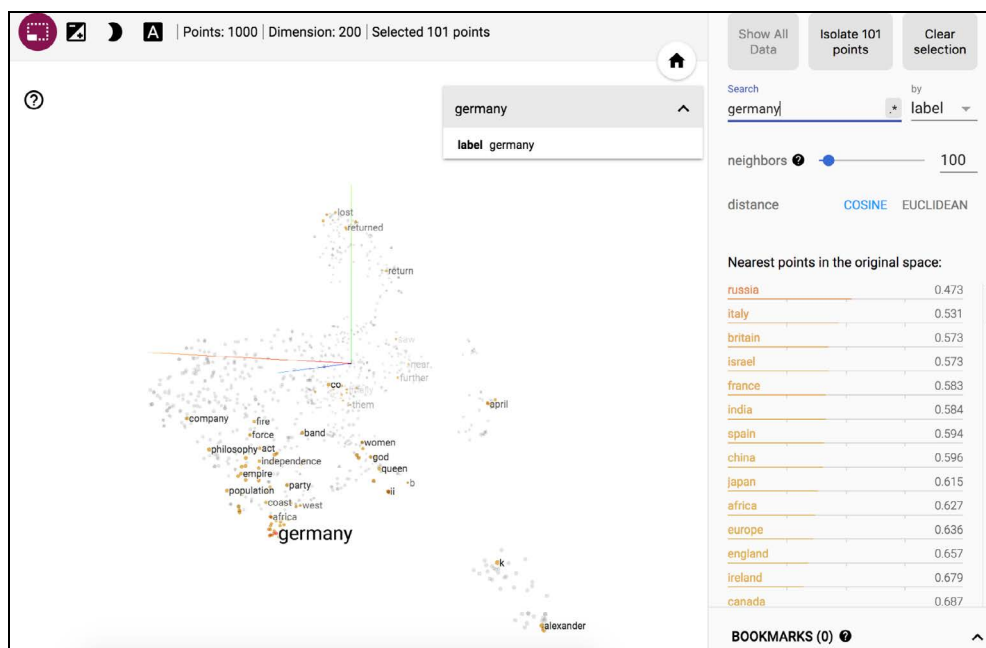 A | Points: 1000 | Dimension: 200 | Selected 101 points
Show All Data
Isolate 101 points
Clear selection
germany
label germany
Search
germany
.*
by
label
neighbors ? 100
distance COSINE EUCLIDEAN
Nearest points in the original space:
russia 0.473
italy 0.531
britain 0.573
israel 0.573
france 0.583
india 0.584
spain 0.594
china 0.596
japan 0.615
africa 0.627
europe 0.636
england 0.657
ireland 0.679
canada 0.687
BOOKMARKS (0) ?
?
lost
returned
return
saw
near
further
co
them
april
company
fire
force
band
women
philosophy
act
god
independence
queen
empire
b
population
party
ii
coast
west
africa
germany
k
alexander